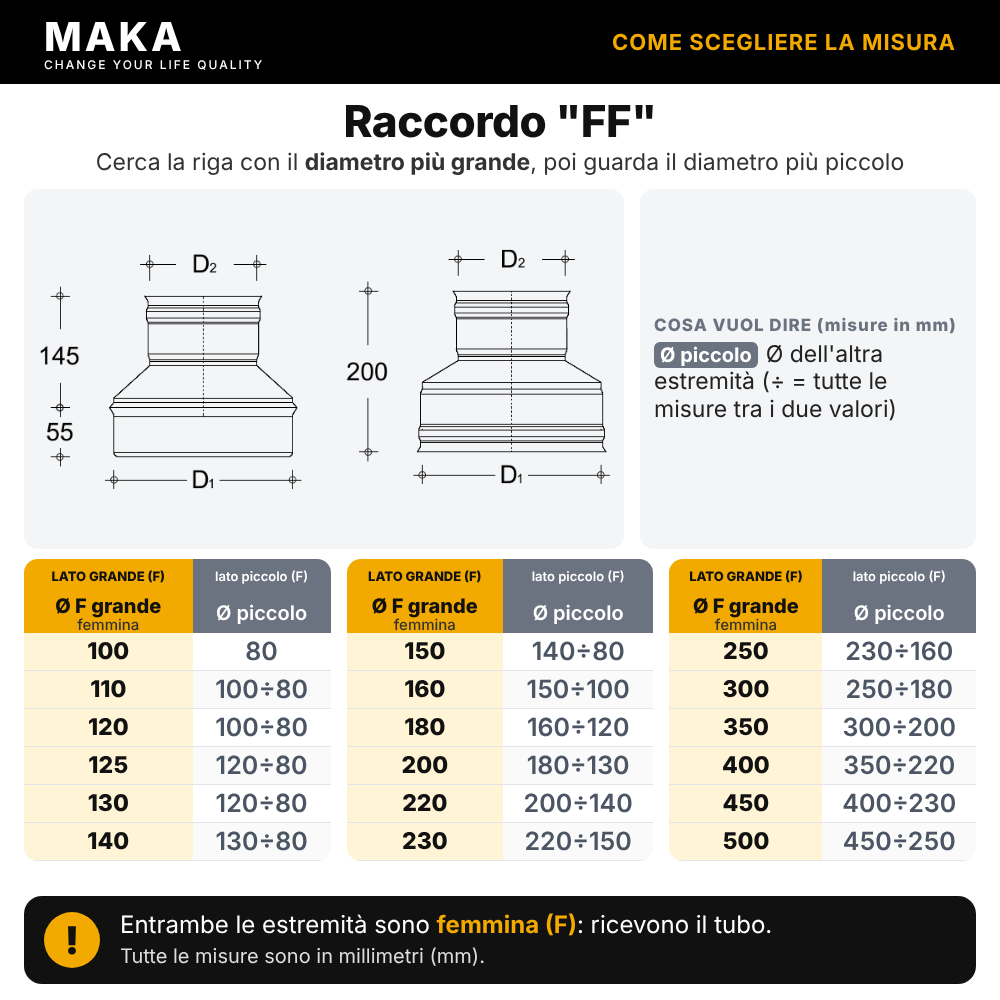 MAKA
CHANGE YOUR LIFE QUALITY
COME SCEGLIERE LA MISURA
Raccordo "FF"
Cerca la riga con il diametro più grande, poi guarda il diametro più piccolo
D2
145
55
D1
D2
200
D1
COSA VUOL DIRE (misure in mm)
Ø piccolo Ø dell'altra
estremità (÷ = tutte le
misure tra i due valori)
LATO GRANDE (F) lato piccolo (F)
Ø F grande
femmina
Ø piccolo
100 80
110 100÷80
120 100÷80
125 120÷80
130 120÷80
140 130÷80
LATO GRANDE (F) lato piccolo (F)
Ø F grande
femmina
Ø piccolo
150 140÷80
160 150÷100
180 160÷120
200 180÷130
220 200÷140
230 220÷150
LATO GRANDE (F) lato piccolo (F)
Ø F grande
femmina
Ø piccolo
250 230÷160
300 250÷180
350 300÷200
400 350÷220
450 400÷230
500 450÷250
!
Entrambe le estremità sono femmina (F): ricevono il tubo.
Tutte le misure sono in millimetri (mm).